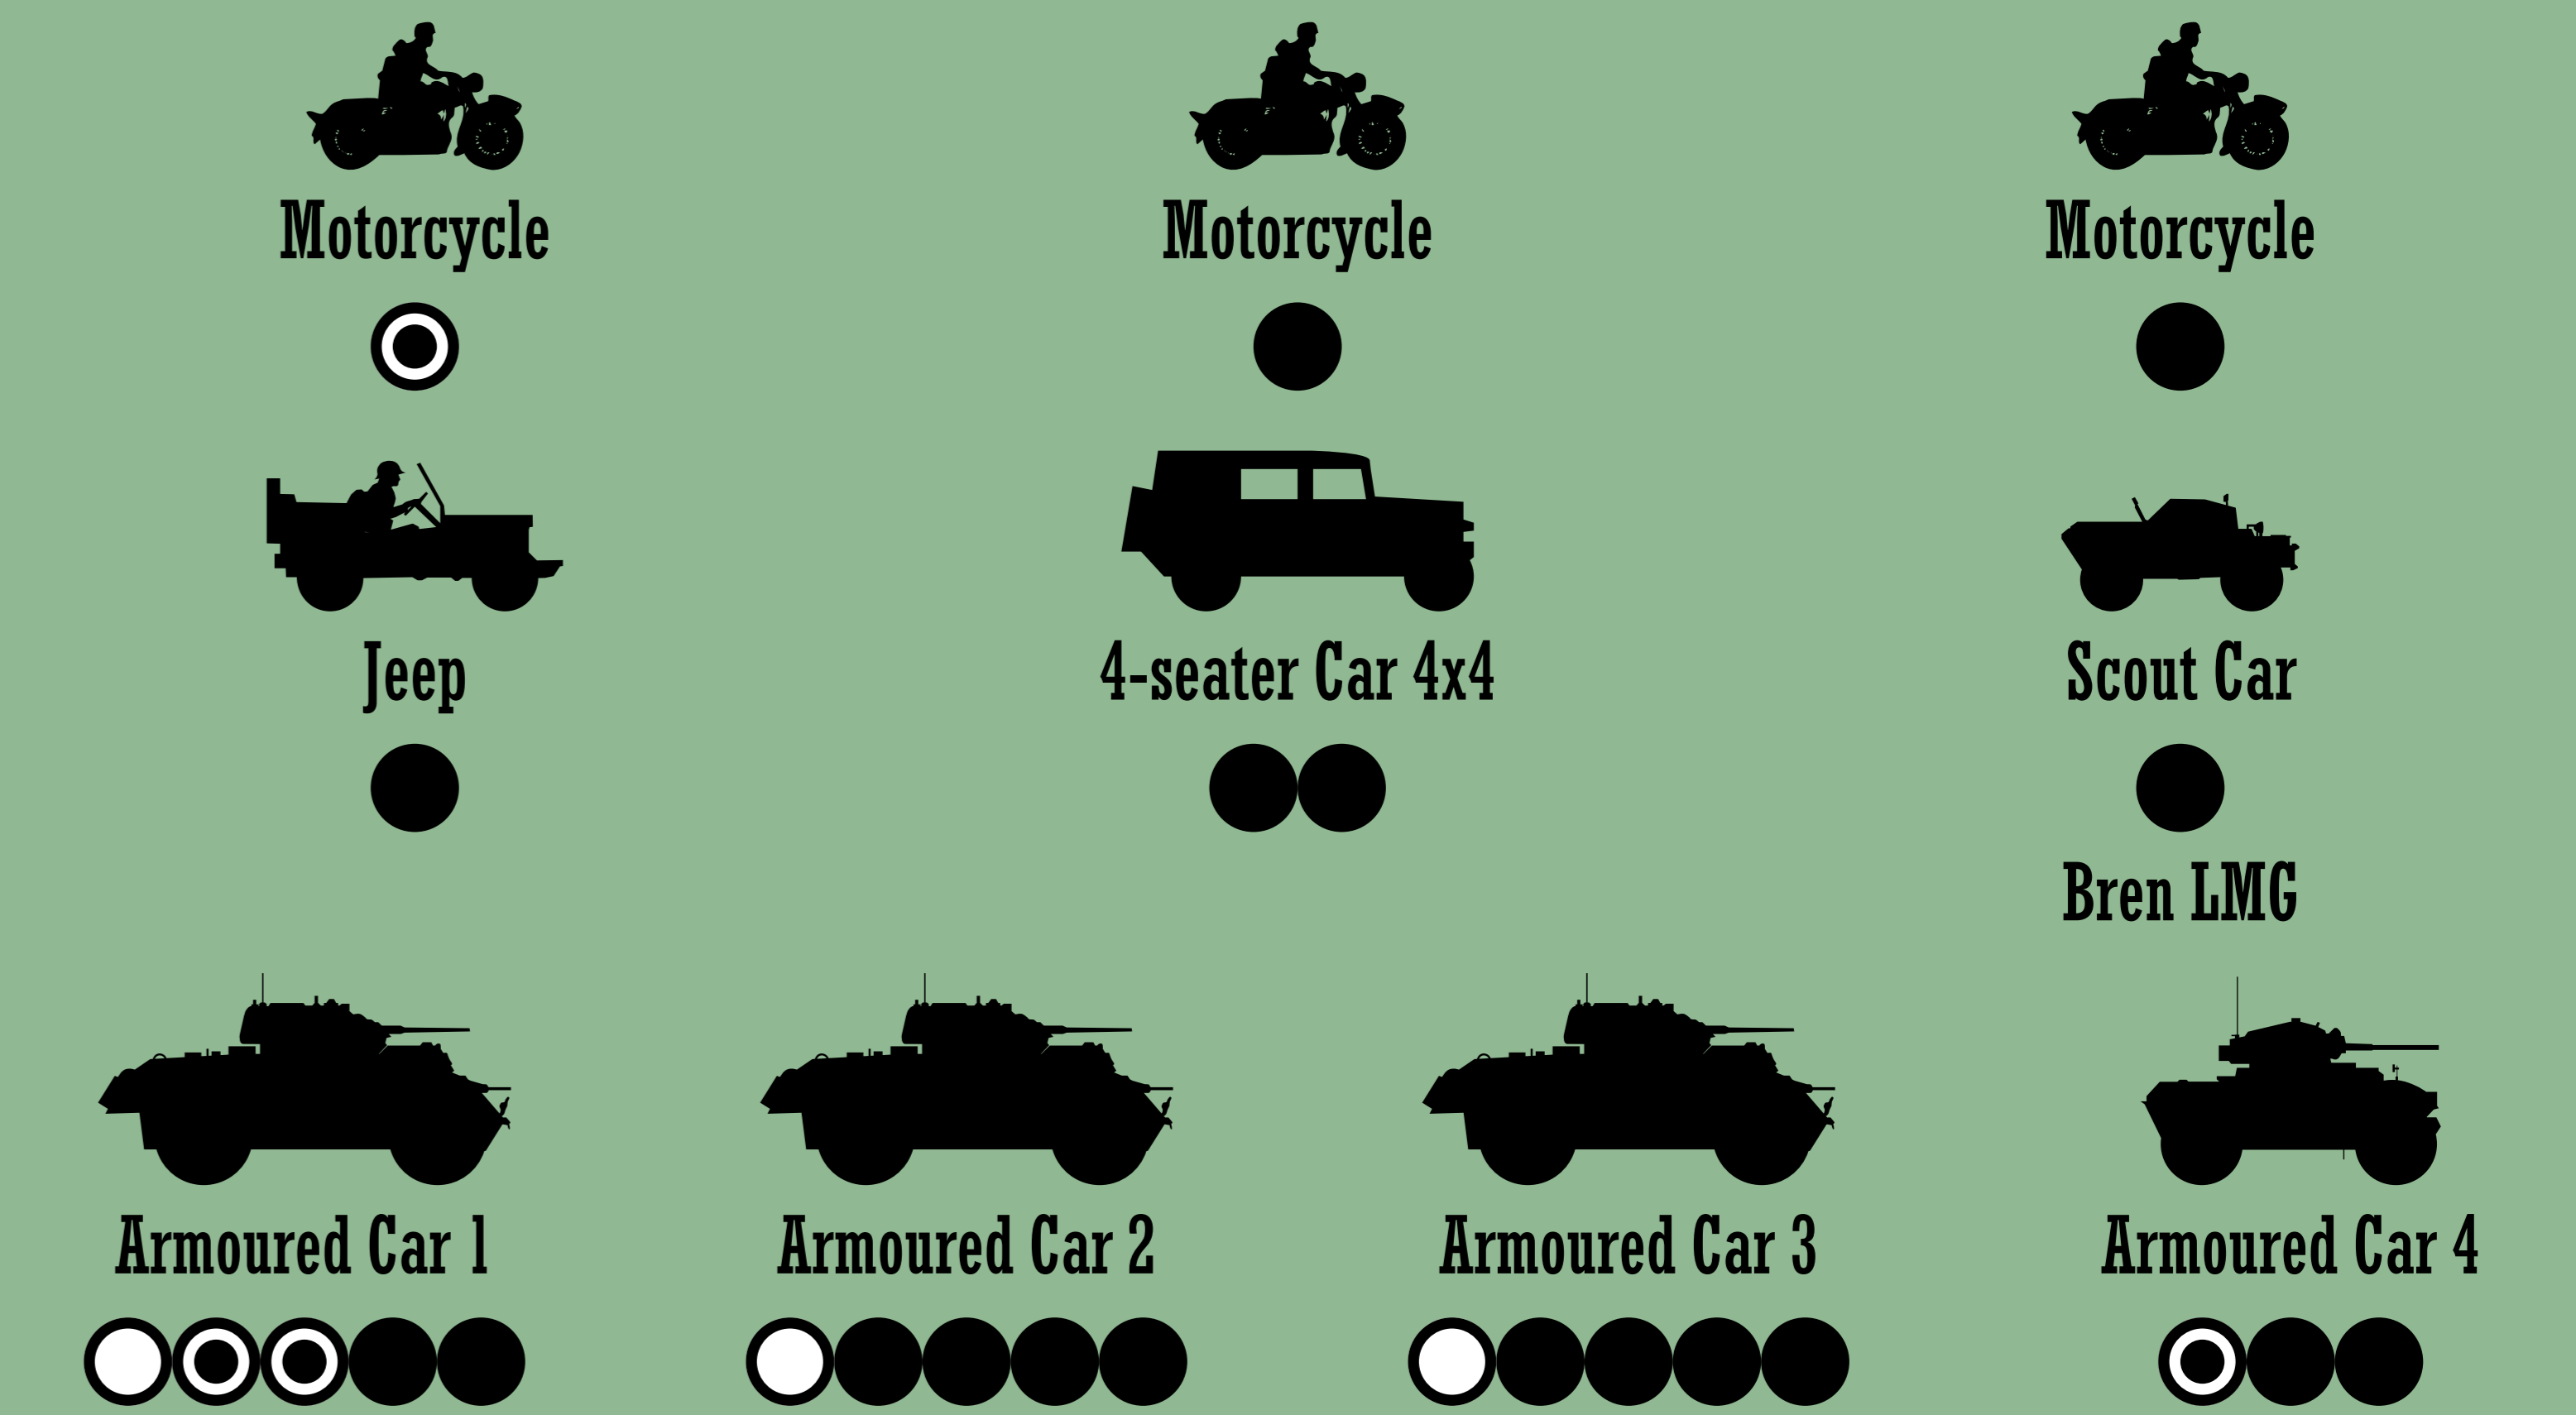 Motorcycle
Motorcycle
Motorcycle
Jeep
4-seater Car 4x4
Scout Car
Bren LMG
Armoured Car 1
Armoured Car 2
Armoured Car 3
Armoured Car 4